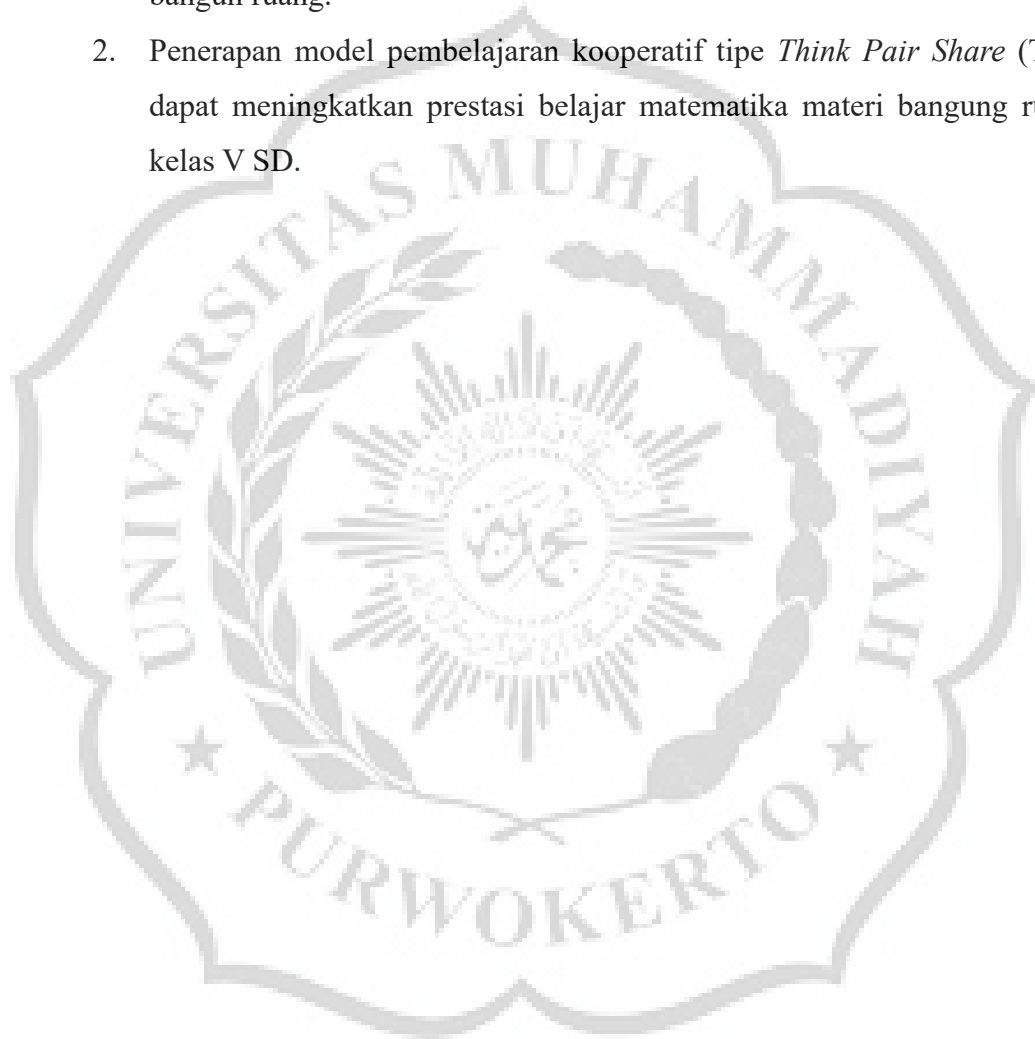 bangun ruang.
2. Penerapan model pembelajaran kooperatif tipe Think Pair Share
dapat meningkatkan prestasi belajar matematika materi bangung
kelas V SD.
UNIVERSITAS MUHAMMADIYAH
★ PURWOKERTO ★